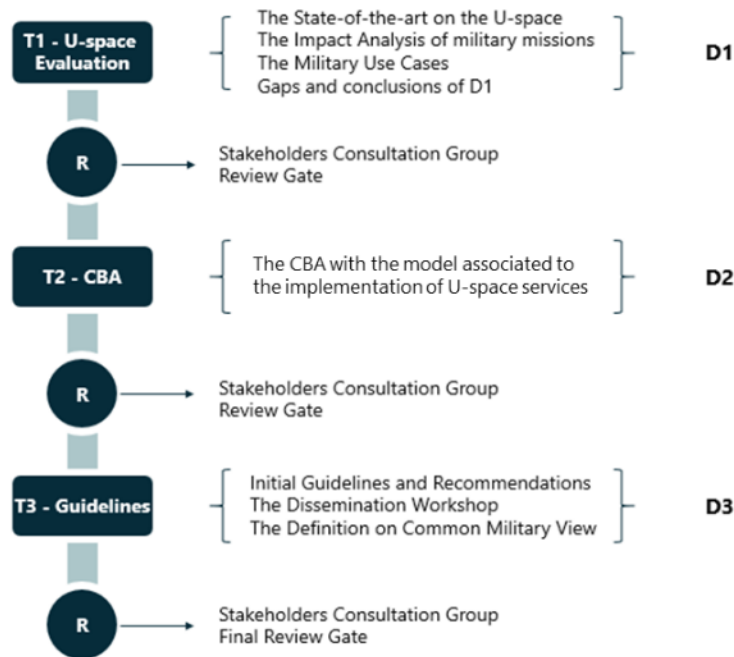 T1 - U-space
Evaluation
The State-of-the-art on the U-space
The Impact Analysis of military missions
The Military Use Cases
Gaps and conclusions of D1
D1
R
Stakeholders Consultation Group
Review Gate
T2 - CBA
The CBA with the model associated to
the implementation of U-space services
D2
R
Stakeholders Consultation Group
Review Gate
T3 - Guidelines
Initial Guidelines and Recommendations
The Dissemination Workshop
The Definition on Common Military View
D3
R
Stakeholders Consultation Group
Final Review Gate